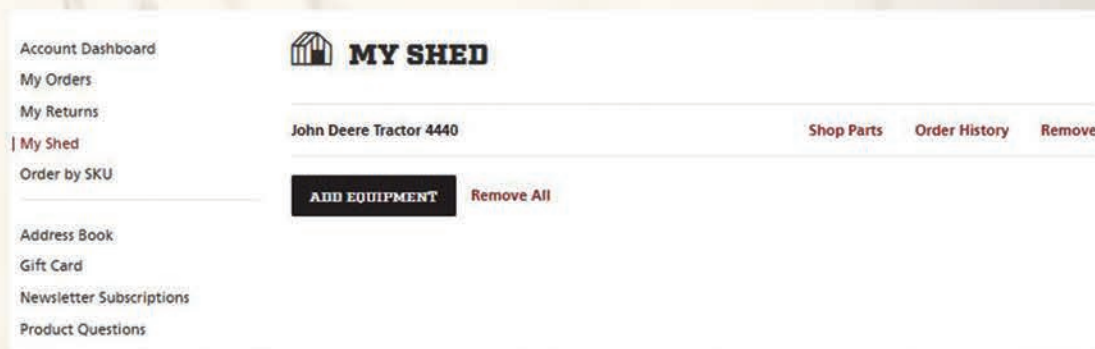 Account Dashboard
My Orders
My Returns
My Shed
Order by SKU
Address Book
Gift Card
Newsletter Subscriptions
Product Questions
MY SHED
John Deere Tractor 4440 Shop Parts Order History Remove
ADD EQUIPMENT Remove All